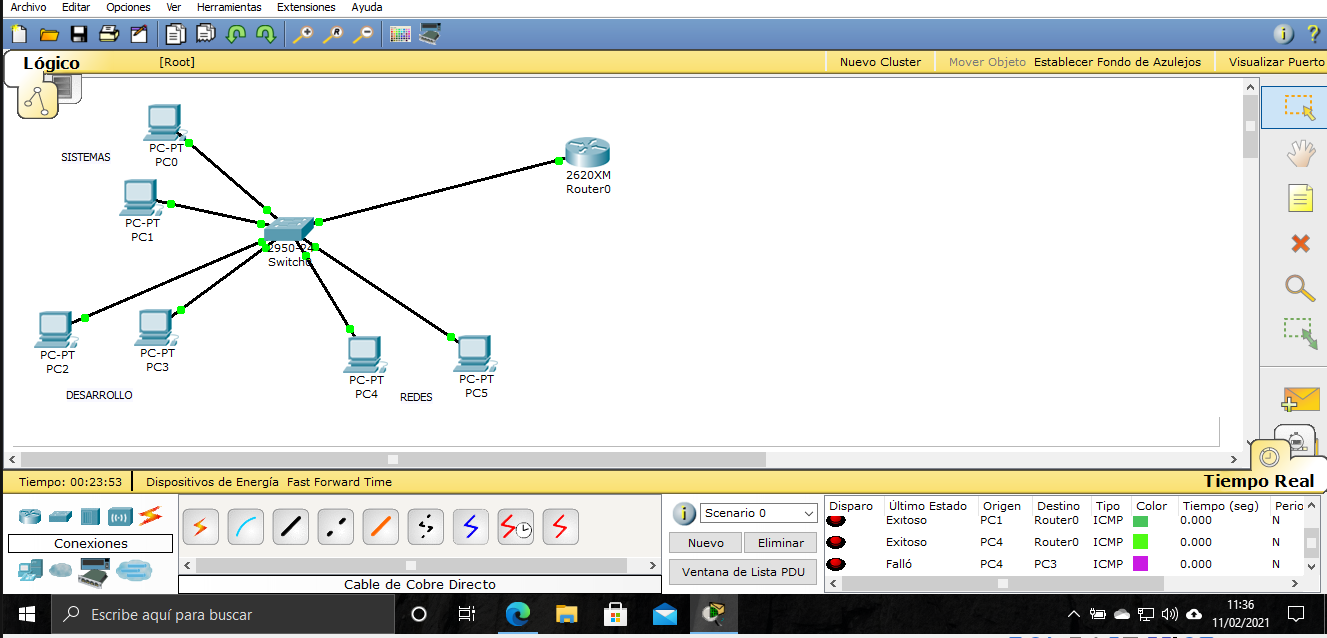 Archivo Editar Opciones Ver Herramientas Extensiones Ayuda
Lógico [Root] Nuevo Cluster Mover Objeto Establecer Fondo de Azulejos Visualizar Puerto
PC-PT
PC0
SISTEMAS
2620XM
Router0
PC-PT
PC1
2950-24
Switch0
PC-PT
PC2
PC-PT
PC3
DESARROLLO
PC-PT
PC4
REDES
PC-PT
PC5
Tiempo: 00:23:53 Dispositivos de Energía Fast Forward Time Tiempo Real
Conexiones
Cable de Cobre Directo
Scenario 0
Nuevo Eliminar
Ventana de Lista PDU
Disparo Último Estado Origen Destino Tipo Color Tiempo (seg) Perio
Exitoso PC1 Router0 ICMP 0.000 N
Exitoso PC4 Router0 ICMP 0.000 N
Falló PC4 PC3 ICMP 0.000 N
Escribe aquí para buscar
11:36
11/02/2021